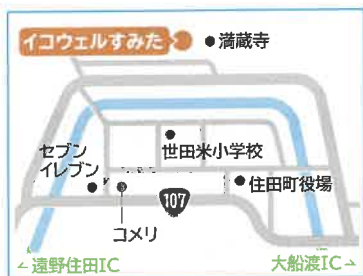 イコウェルすみた
満蔵寺
世田米小学校
セブン
イレブン
住田町役場
107
コメリ
遠野住田IC
大船渡IC